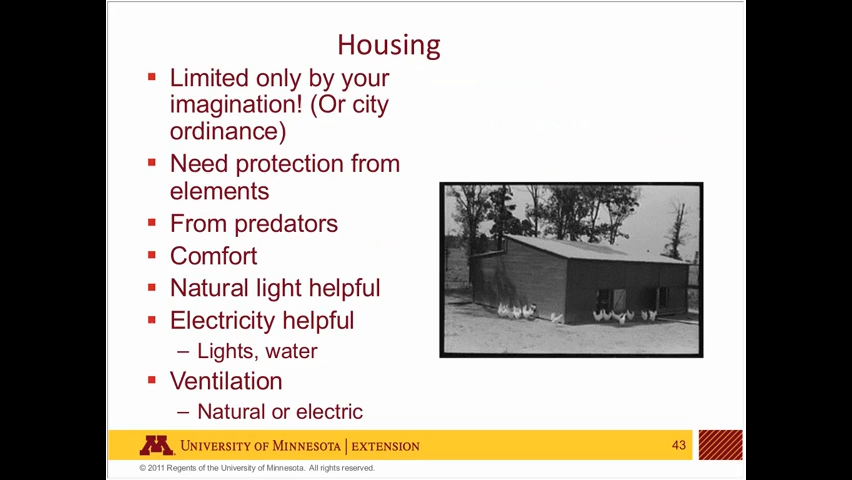 Housing
▪ Limited only by your
imagination! (Or city
ordinance)
▪ Need protection from
elements
▪ From predators
▪ Comfort
▪ Natural light helpful
▪ Electricity helpful
– Lights, water
▪ Ventilation
– Natural or electric
M UNIVERSITY OF MINNESOTA | EXTENSION
43
© 2011 Regents of the University of Minnesota. All rights reserved.